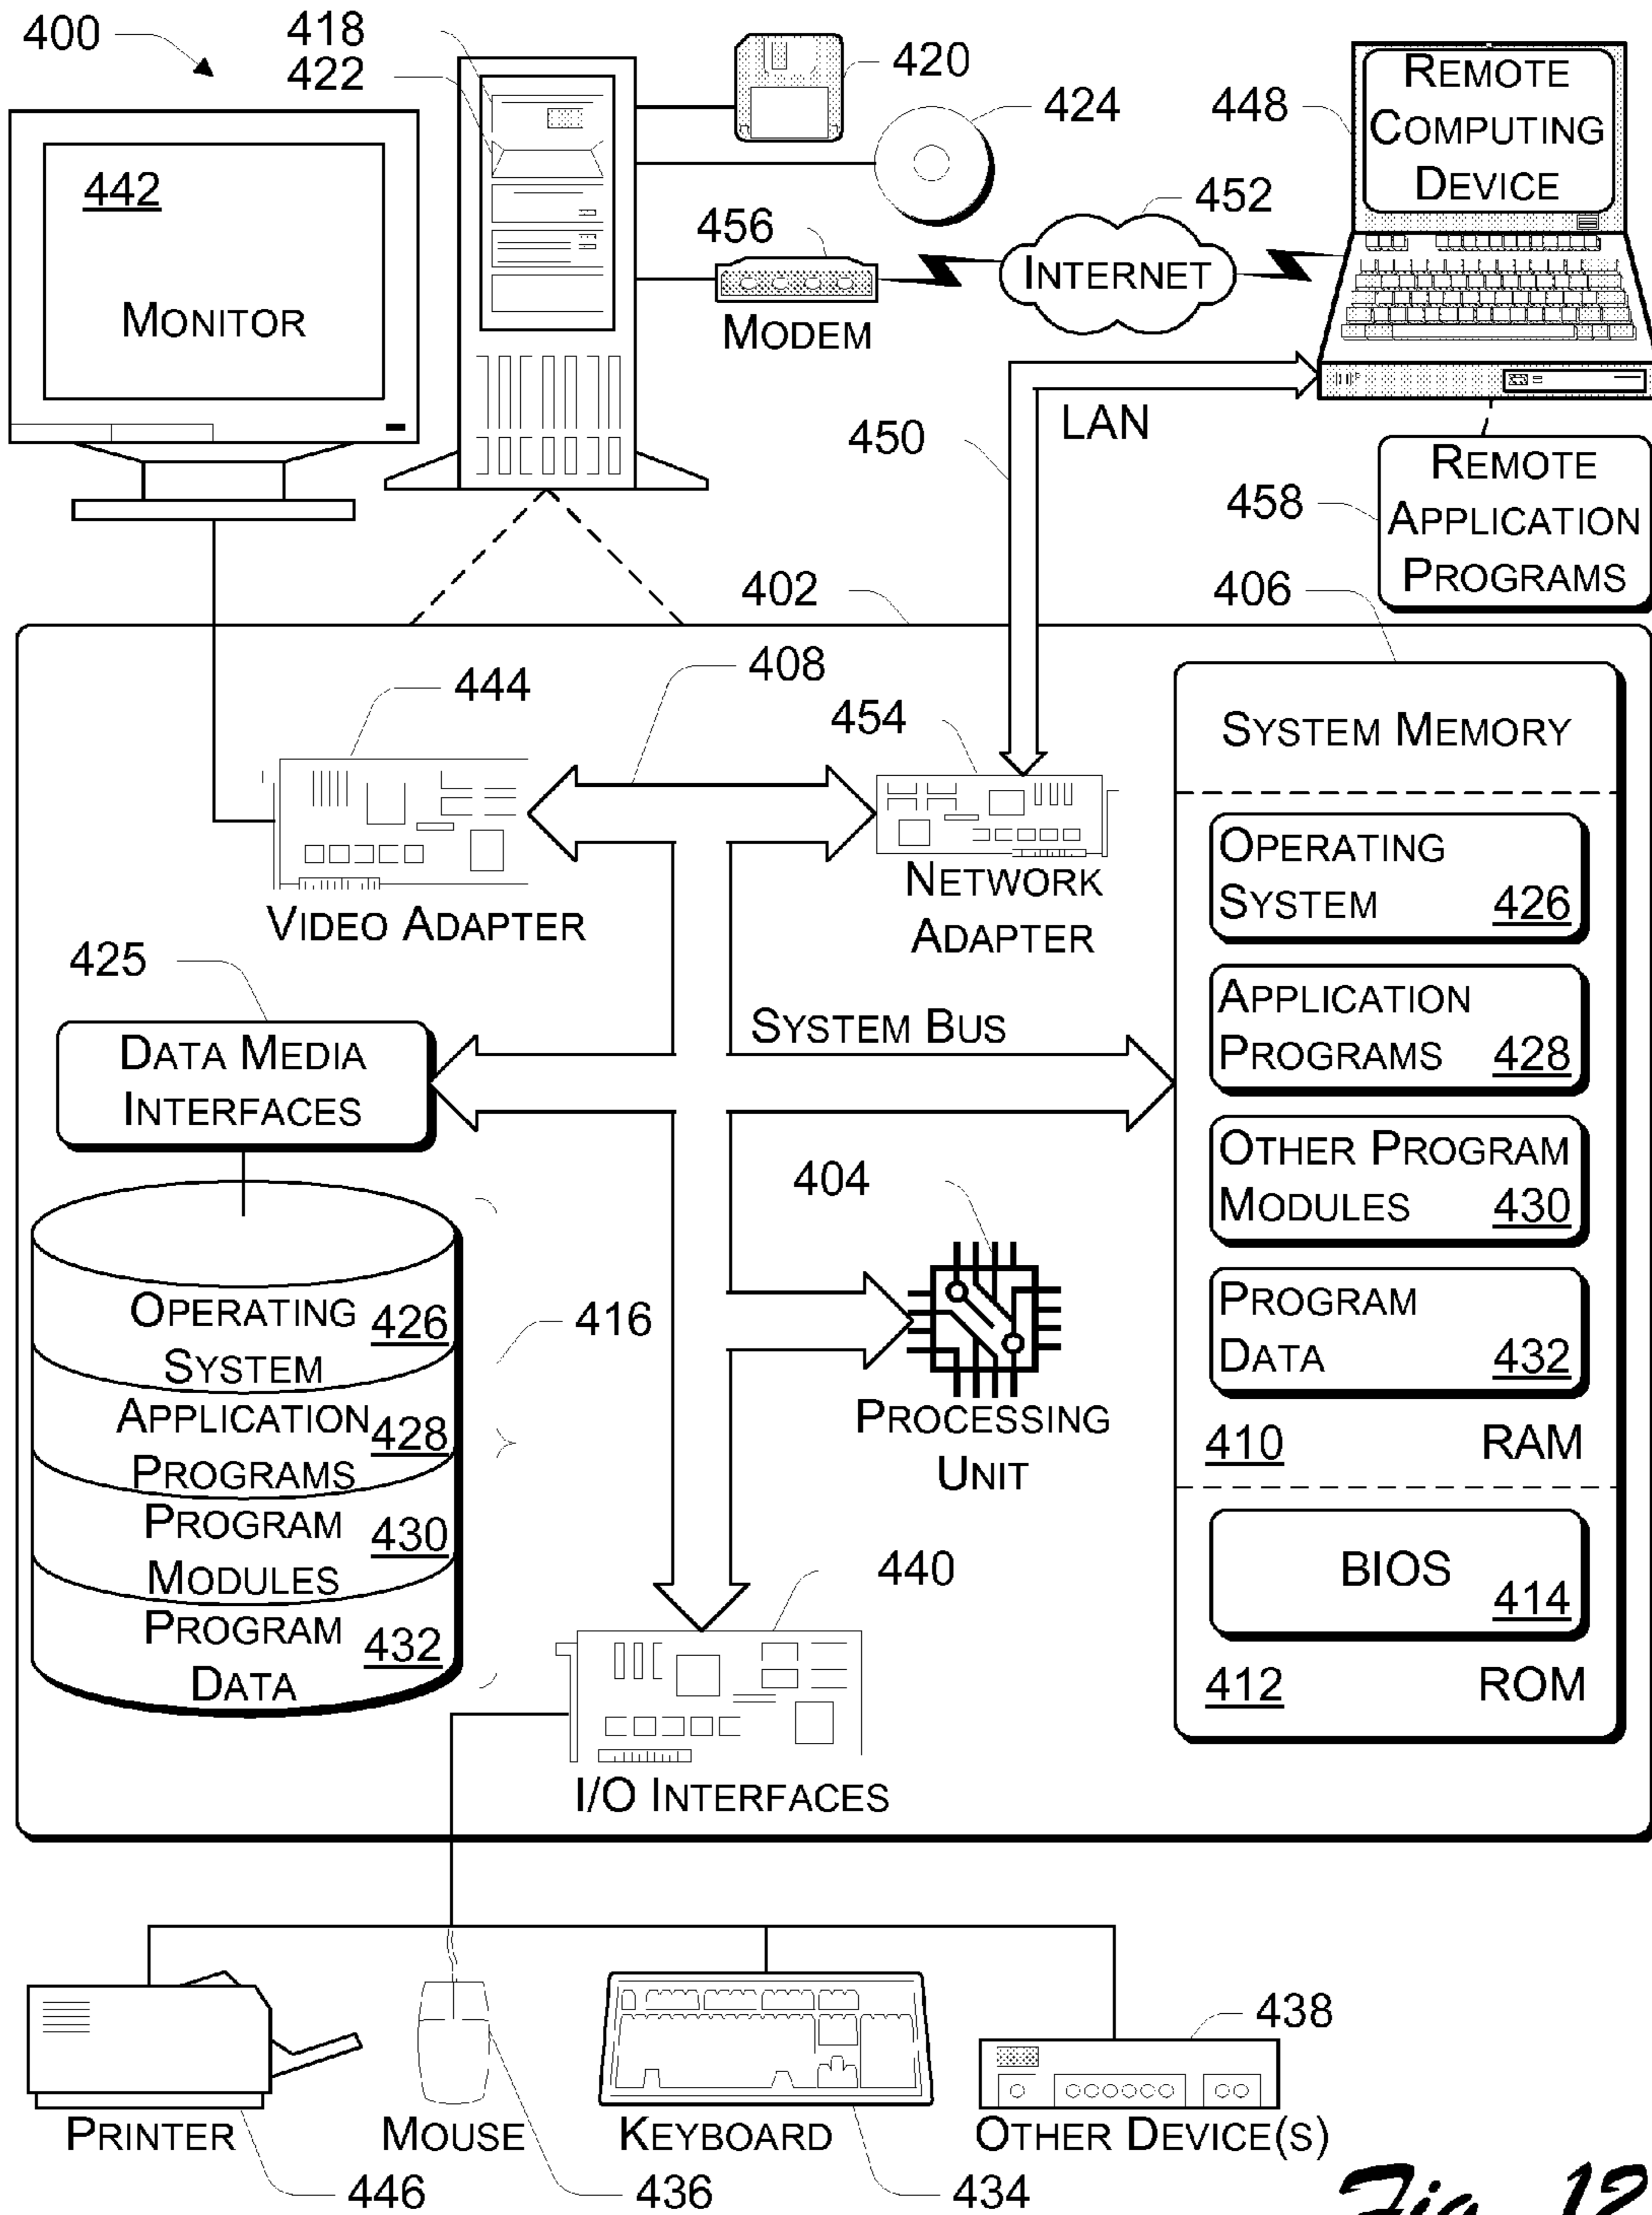 400
418
422
420
424
448
REMOTE
COMPUTING
DEVICE
442
MONITOR
456
MODEM
452
INTERNET
450
LAN
458
REMOTE
APPLICATION
PROGRAMS
402
406
408
444
VIDEO ADAPTER
454
NETWORK
ADAPTER
SYSTEM MEMORY
OPERATING
SYSTEM 426
APPLICATION
PROGRAMS 428
OTHER PROGRAM
MODULES 430
PROGRAM
DATA 432
410 RAM
BIOS
414
412 ROM
425
DATA MEDIA
INTERFACES
SYSTEM BUS
404
PROCESSING
UNIT
OPERATING 426
SYSTEM
APPLICATION 428
PROGRAMS
PROGRAM 430
MODULES
PROGRAM 432
DATA
416
440
I/O INTERFACES
PRINTER
446
MOUSE
436
KEYBOARD
434
438
OTHER DEVICE(S)
Fig. 12